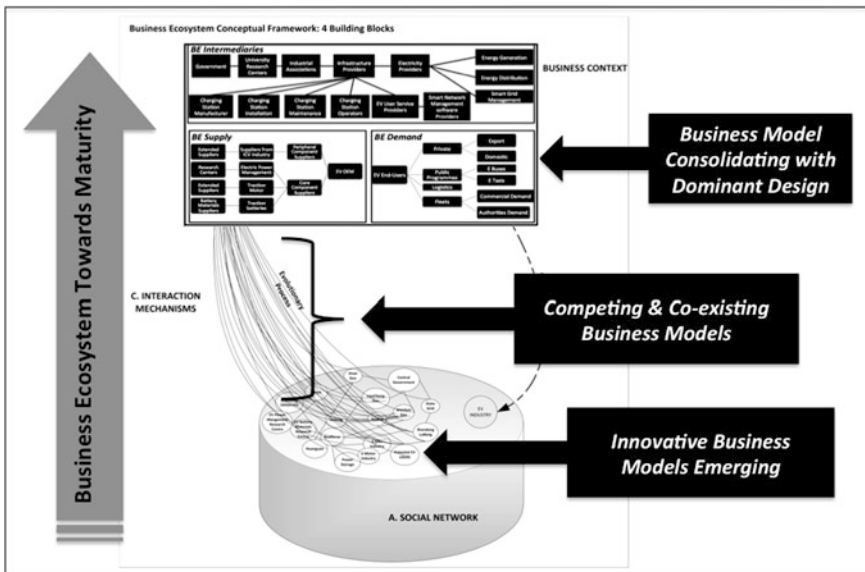 Business Ecosystem Conceptual Framework: 4 Building Blocks
Business Ecosystem Towards Maturity
BE Intermediaries
BUSINESS CONTEXT
Government
University
Research
Centers
Industrial
Associations
Infrastructure
Providers
Electricity
Providers
Energy Generation
Energy Distribution
Smart Grid
Management
Charging
Station
Manufacturer
Charging
Station
Installation
Charging
Station
Maintenance
Charging
Station
Operators
EV User Service
Providers
Smart Network
Management
software
Providers
BE Supply
Extended
Suppliers
Suppliers from
ICV Industry
Peripheral
Component
Suppliers
Research
Centers
Electric Power
Management
EV OEM
Extended
Suppliers
Traction
Motor
Core
Component
Suppliers
Battery
Materials
Suppliers
Traction
batteries
BE Demand
EV End-Users
Private
Export
Domestic
Public
Programmes
E Buses
E Taxis
Logistics
Fleets
Commercial Demand
Authorities Demand
Business Model
Consolidating with
Dominant Design
C. INTERACTION
MECHANISMS
Evolutionary
Process
Competing & Co-existing
Business Models
Central
Government
EV
INDUSTRY
Innovative Business
Models Emerging
A. SOCIAL NETWORK